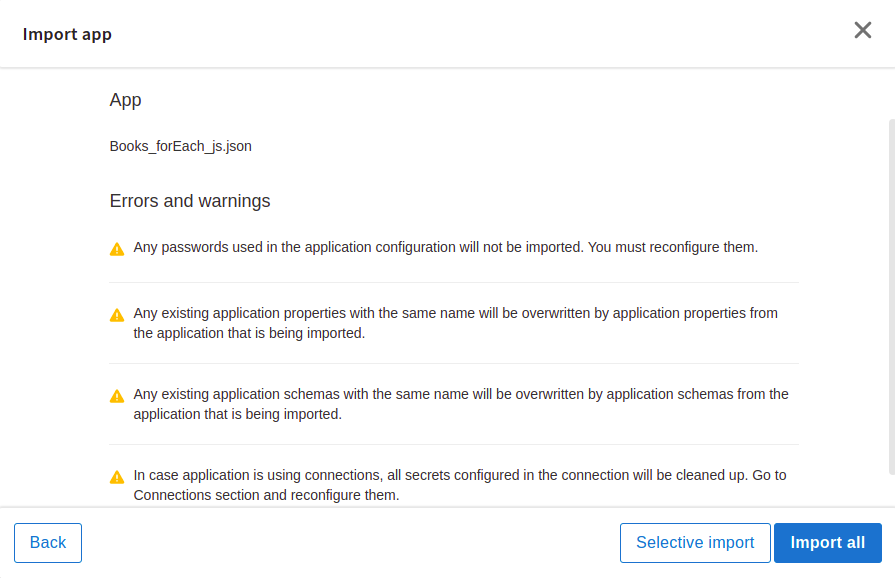 Import app
App
Books_forEach_js.json
Errors and warnings
Any passwords used in the application configuration will not be imported. You must reconfigure them.
Any existing application properties with the same name will be overwritten by application properties from
the application that is being imported.
Any existing application schemas with the same name will be overwritten by application schemas from the
application that is being imported.
In case application is using connections, all secrets configured in the connection will be cleaned up. Go to
Connections section and reconfigure them.
Back
Selective import
Import all